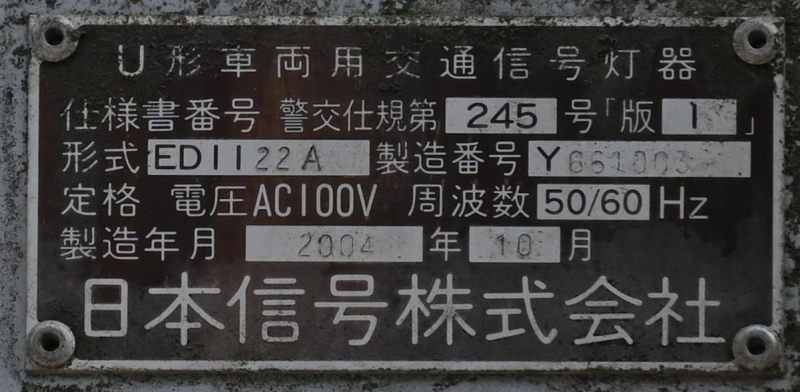 U形車両用交通信号灯器
仕様書番号 警交仕規第 245 号「版 1 」
形式 ED1122A 製造番号 Y661003
定格 電圧AC100V 周波数 50/60 Hz
製造年月 2004 年 10 月
日本信号株式会社